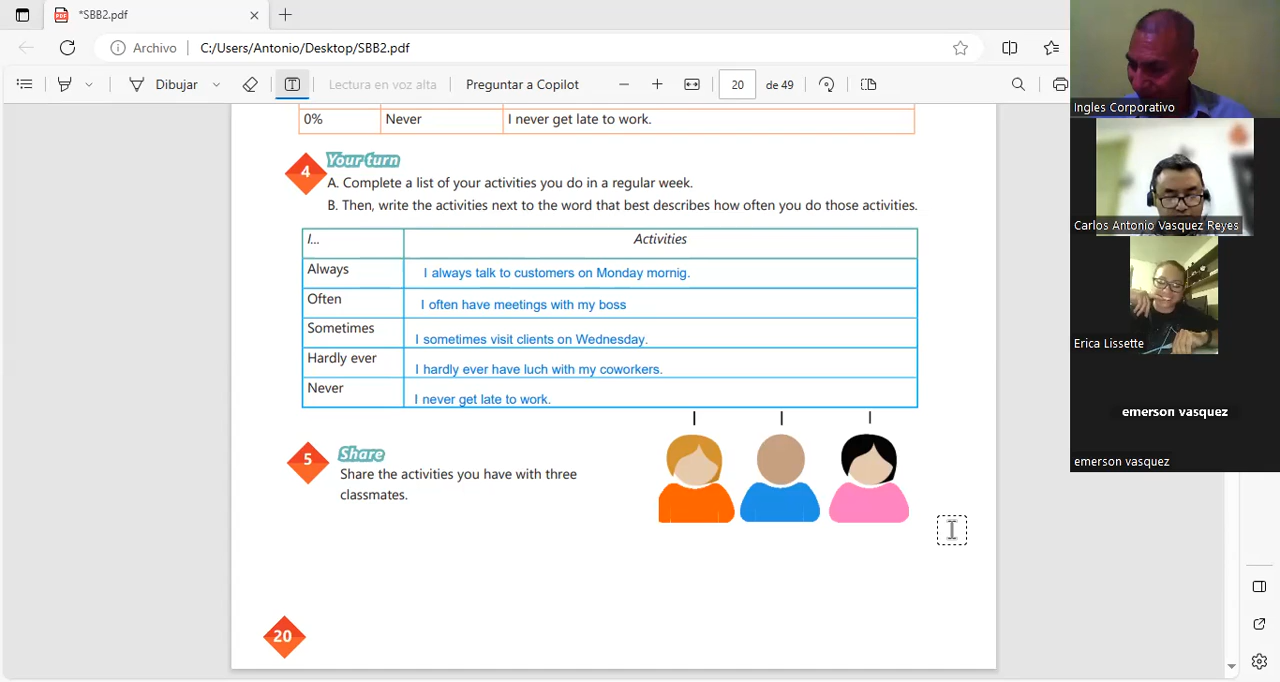 *SBB2.pdf
Archivo
C:/Users/Antonio/Desktop/SBB2.pdf
Dibujar
Lectura en voz alta
Preguntar a Copilot
20
de 49
0% Never I never get late to work.
4 Your turn
A. Complete a list of your activities you do in a regular week.
B. Then, write the activities next to the word that best describes how often you do those activities.
I... Activities
Always I always talk to customers on Monday mornig.
Often I often have meetings with my boss
Sometimes I sometimes visit clients on Wednesday.
Hardly ever I hardly ever have luch with my coworkers.
Never I never get late to work.
5 Share
Share the activities you have with three
classmates.
20
Ingles Corporativo
Carlos Antonio Vasquez Reyes
Erica Lissette
emerson vasquez
emerson vasquez